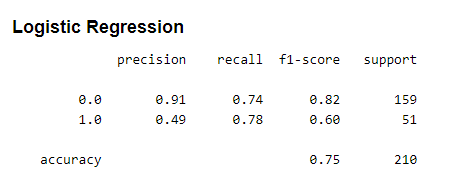 Logistic Regression
precision recall f1-score support
0.0 0.91 0.74 0.82 159
1.0 0.49 0.78 0.60 51
accuracy 0.75 210